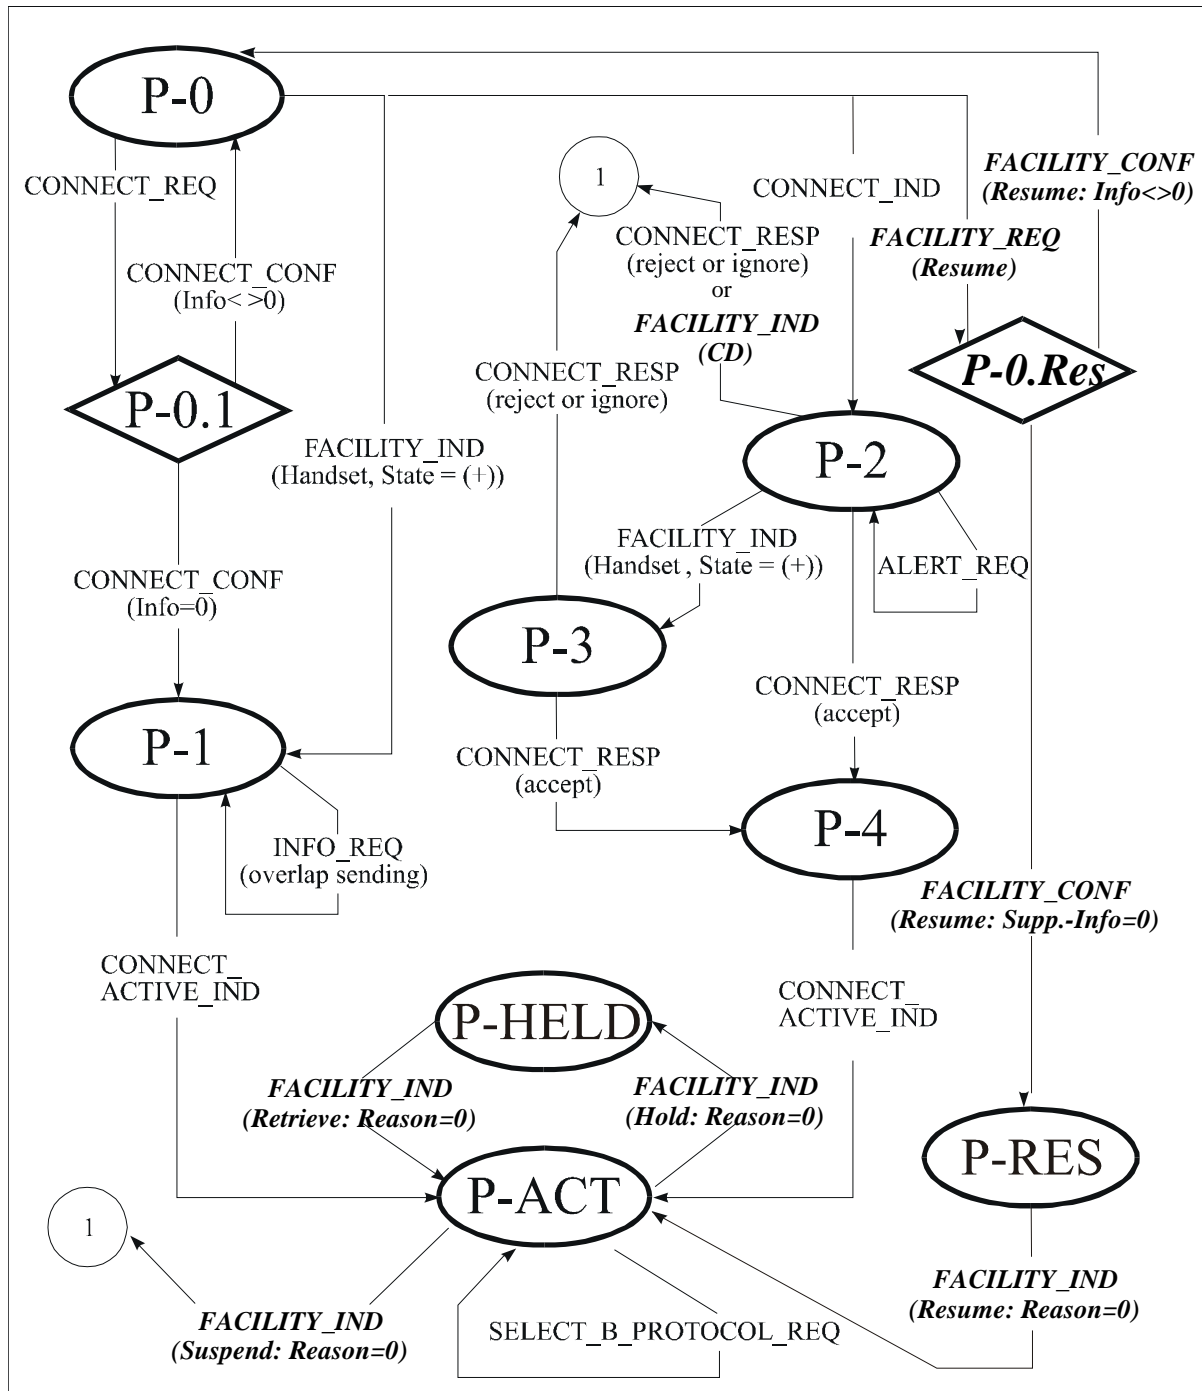 P-0
CONNECT_REQ
CONNECT_CONF
(Info< >0)
P-0.1
1
CONNECT_IND
FACILITY_CONF
(Resume: Info<>0)
CONNECT_RESP
(reject or ignore)
or
FACILITY_IND
(CD)
FACILITY_REQ
(Resume)
P-0.Res
CONNECT_RESP
(reject or ignore)
FACILITY_IND
(Handset, State = (+))
P-2
FACILITY_IND
(Handset , State = (+))
ALERT_REQ
CONNECT_CONF
(Info=0)
P-3
CONNECT_RESP
(accept)
P-1
CONNECT_RESP
(accept)
P-4
INFO_REQ
(overlap sending)
FACILITY_CONF
(Resume: Supp.-Info=0)
CONNECT_
ACTIVE_IND
CONNECT_
ACTIVE_IND
P-HELD
FACILITY_IND
(Retrieve: Reason=0)
FACILITY_IND
(Hold: Reason=0)
P-RES
P-ACT
1
FACILITY_IND
(Suspend: Reason=0)
SELECT_B_PROTOCOL_REQ
FACILITY_IND
(Resume: Reason=0)